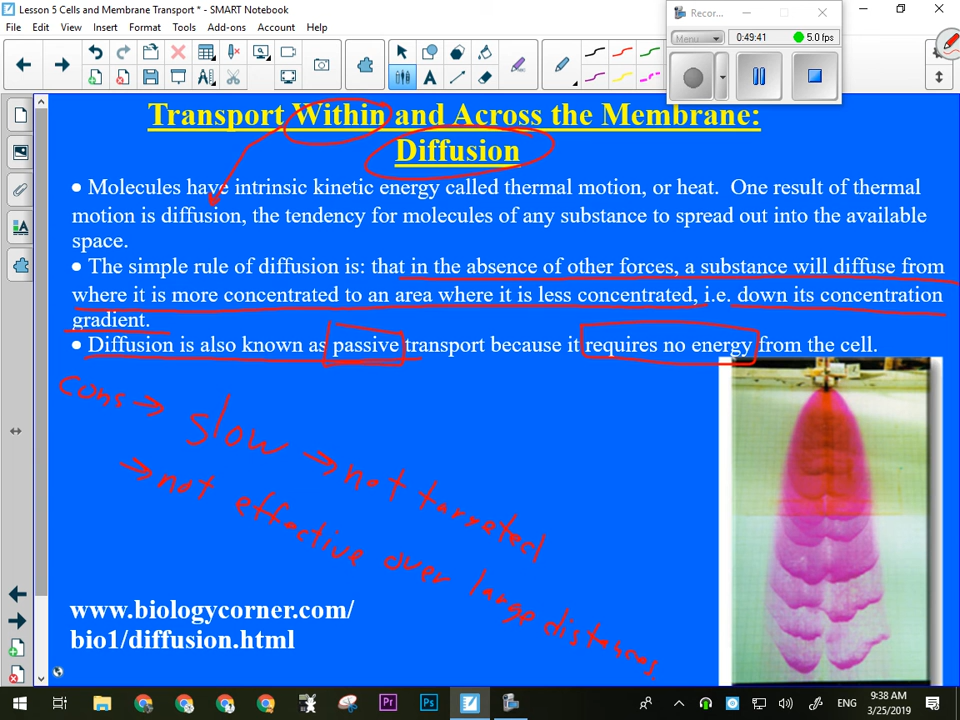 Lesson 5 Cells and Membrane Transport * - SMART Notebook
Recor...
File Edit View Insert Format Tools Add-ons Account
Menu
0:49:41
5.0 fps
Transport Within and Across the Membrane:
Diffusion
• Molecules have intrinsic kinetic energy called thermal motion, or heat. One result of thermal
motion is diffusion, the tendency for molecules of any substance to spread out into the available
space.
• The simple rule of diffusion is: that in the absence of other forces, a substance will diffuse from
where it is more concentrated to an area where it is less concentrated, i.e. down its concentration
gradient.
• Diffusion is also known as passive transport because it requires no energy from the cell.
cons → slow → not targeted
→ not effective over large distances
www.biologycorner.com/
bio1/diffusion.html
Pr
Ps
ENG
9:38 AM
3/25/2019